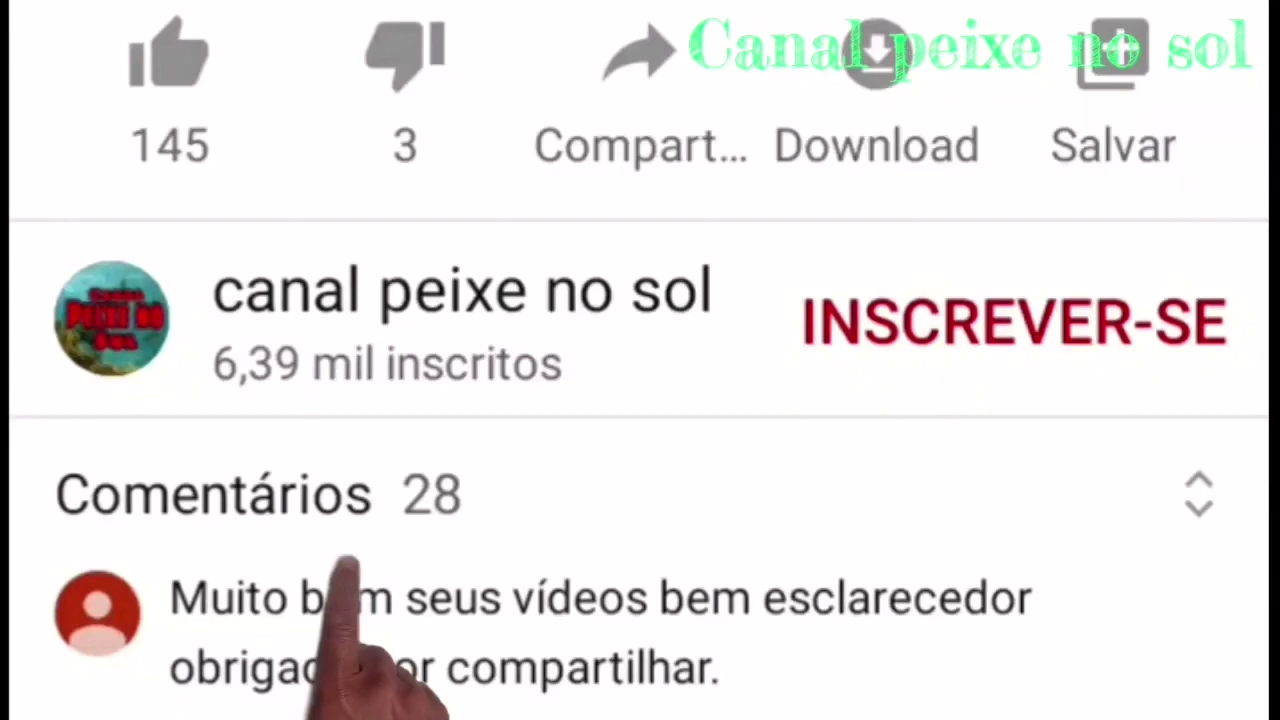 Canal peixe no sol
145
3
Compart...
Download
Salvar
canal peixe no sol
6,39 mil inscritos
INSCREVER-SE
Comentários 28
Muito seus vídeos bem esclarecedor
compartilhar.